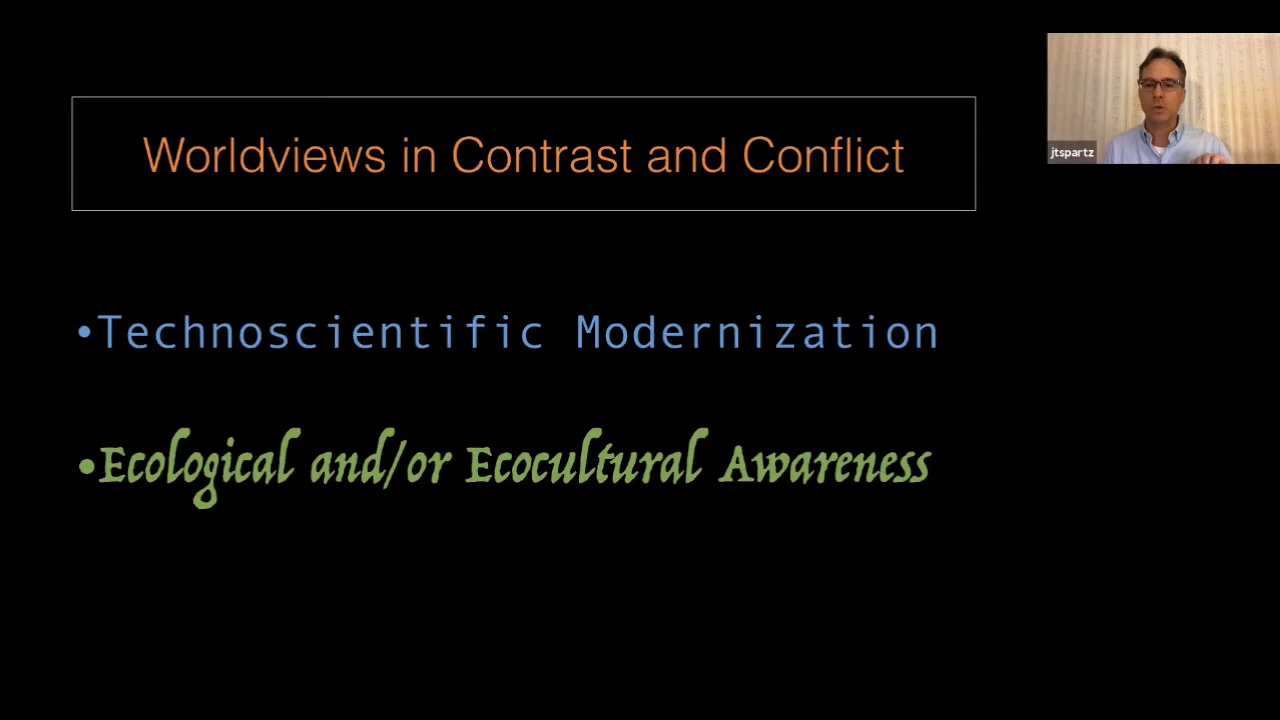 Worldviews in Contrast and Conflict
jtspartz
•Technoscientific Modernization
•Ecological and/or Ecocultural Awareness